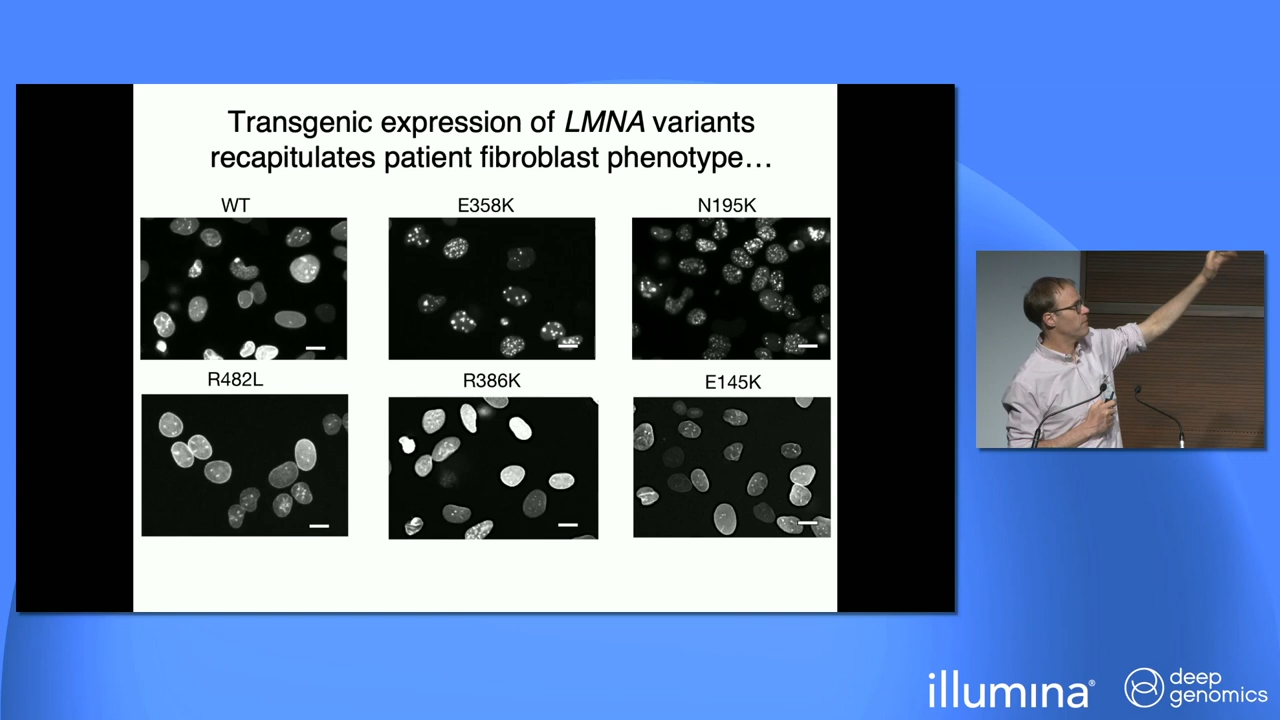 Transgenic expression of LMNA variants
recapitulates patient fibroblast phenotype…
WT
E358K
N195K
R482L
R386K
E145K
illumina®
deep
genomics